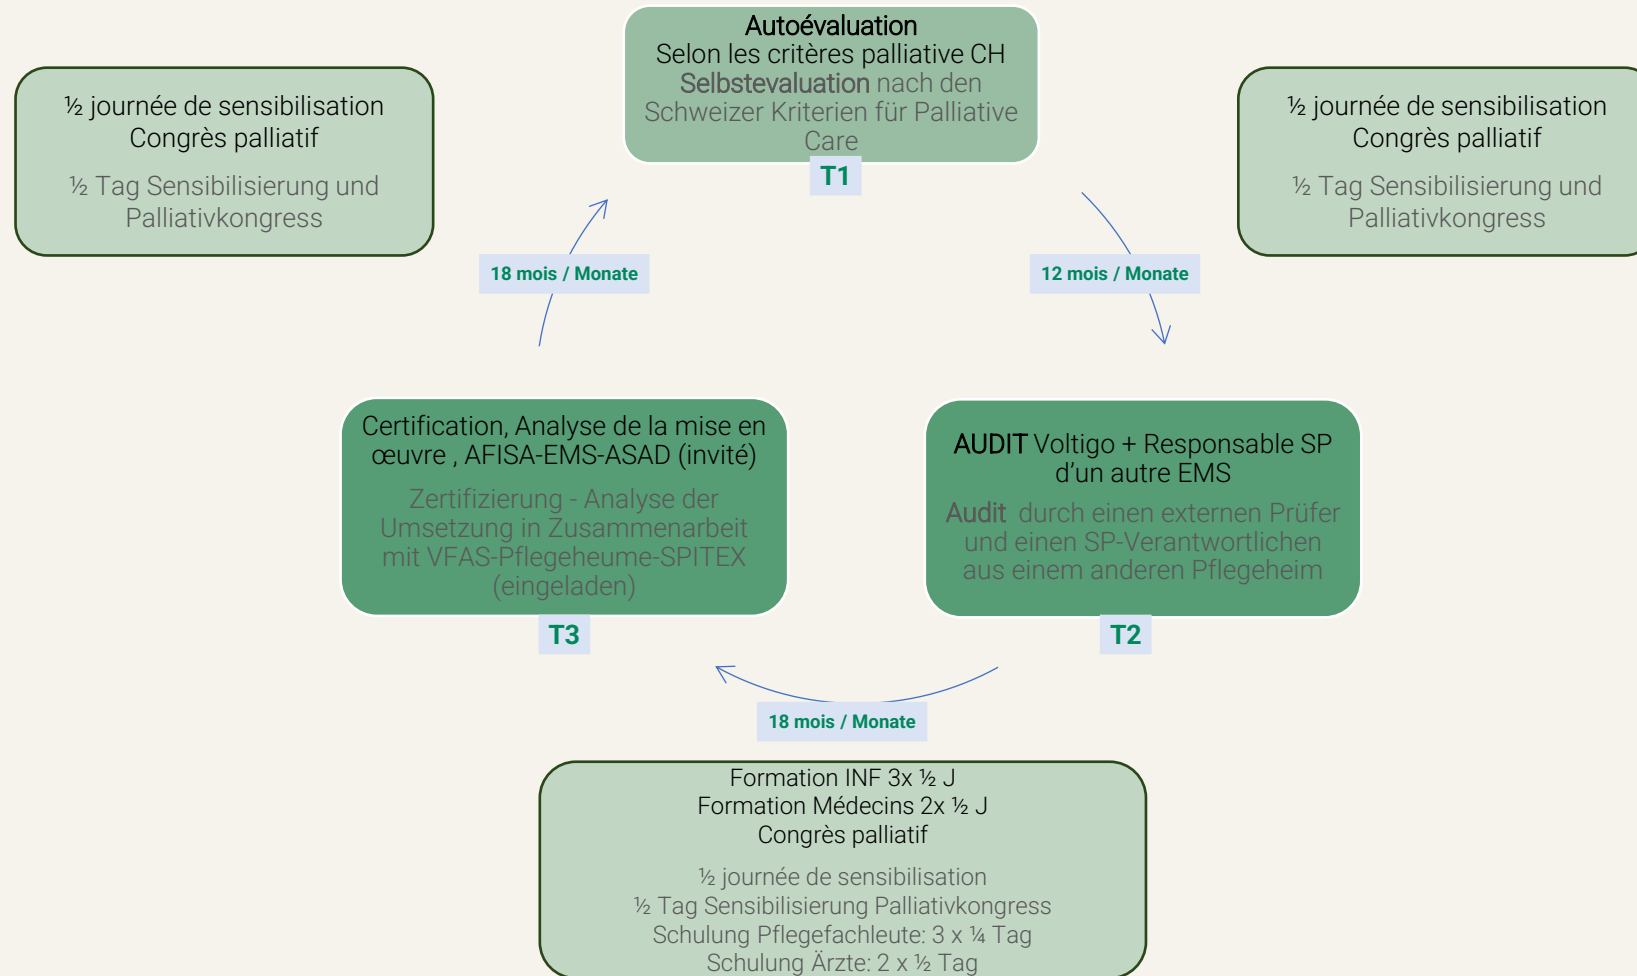 Autoévaluation
Selon les critères palliative CH
Selbstevaluation nach den
Schweizer Kriterien für Palliative
Care
T1
½ journée de sensibilisation
Congrès palliatif
½ Tag Sensibilisierung und
Palliativkongress
½ journée de sensibilisation
Congrès palliatif
½ Tag Sensibilisierung und
Palliativkongress
18 mois / Monate
12 mois / Monate
Certification, Analyse de la mise en
œuvre , AFISA-EMS-ASAD (invité)
Zertifizierung - Analyse der
Umsetzung in Zusammenarbeit
mit VFAS-Pflegeheume-SPITEX
(eingeladen)
T3
AUDIT Voltigo + Responsable SP
d'un autre EMS
Audit durch einen externen Prüfer
und einen SP-Verantwortlichen
aus einem anderen Pflegeheim
T2
18 mois / Monate
Formation INF 3x ½ J
Formation Médecins 2x ½ J
Congrès palliatif
½ journée de sensibilisation
½ Tag Sensibilisierung Palliativkongress
Schulung Pflegefachleute: 3 x ¼ Tag
Schulung Ärzte: 2 x ½ Tag